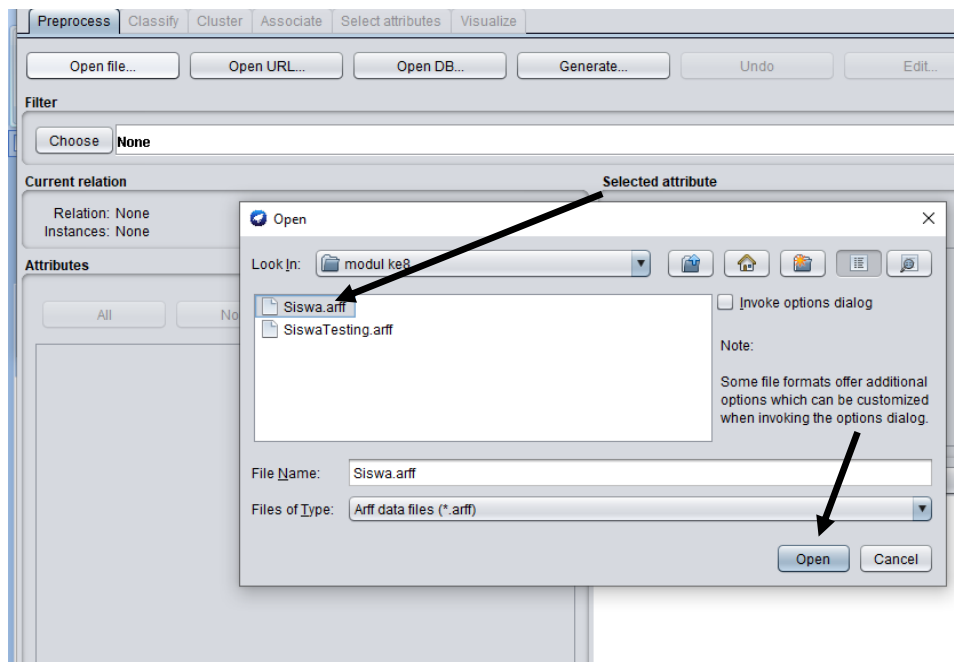 Preprocess Classify Cluster Associate Select attributes Visualize
Open file... Open URL... Open DB... Generate... Undo Edit...
Filter
Choose None
Current relation Selected attribute
Relation: None
Instances: None
Open
Look In: modul ke8
Attributes
All No
Siswa.arff
SiswaTesting.arff
Invoke options dialog
Note:
Some file formats offer additional
options which can be customized
when invoking the options dialog.
File Name: Siswa.arff
Files of Type: Arff data files (*.arff)
Open Cancel